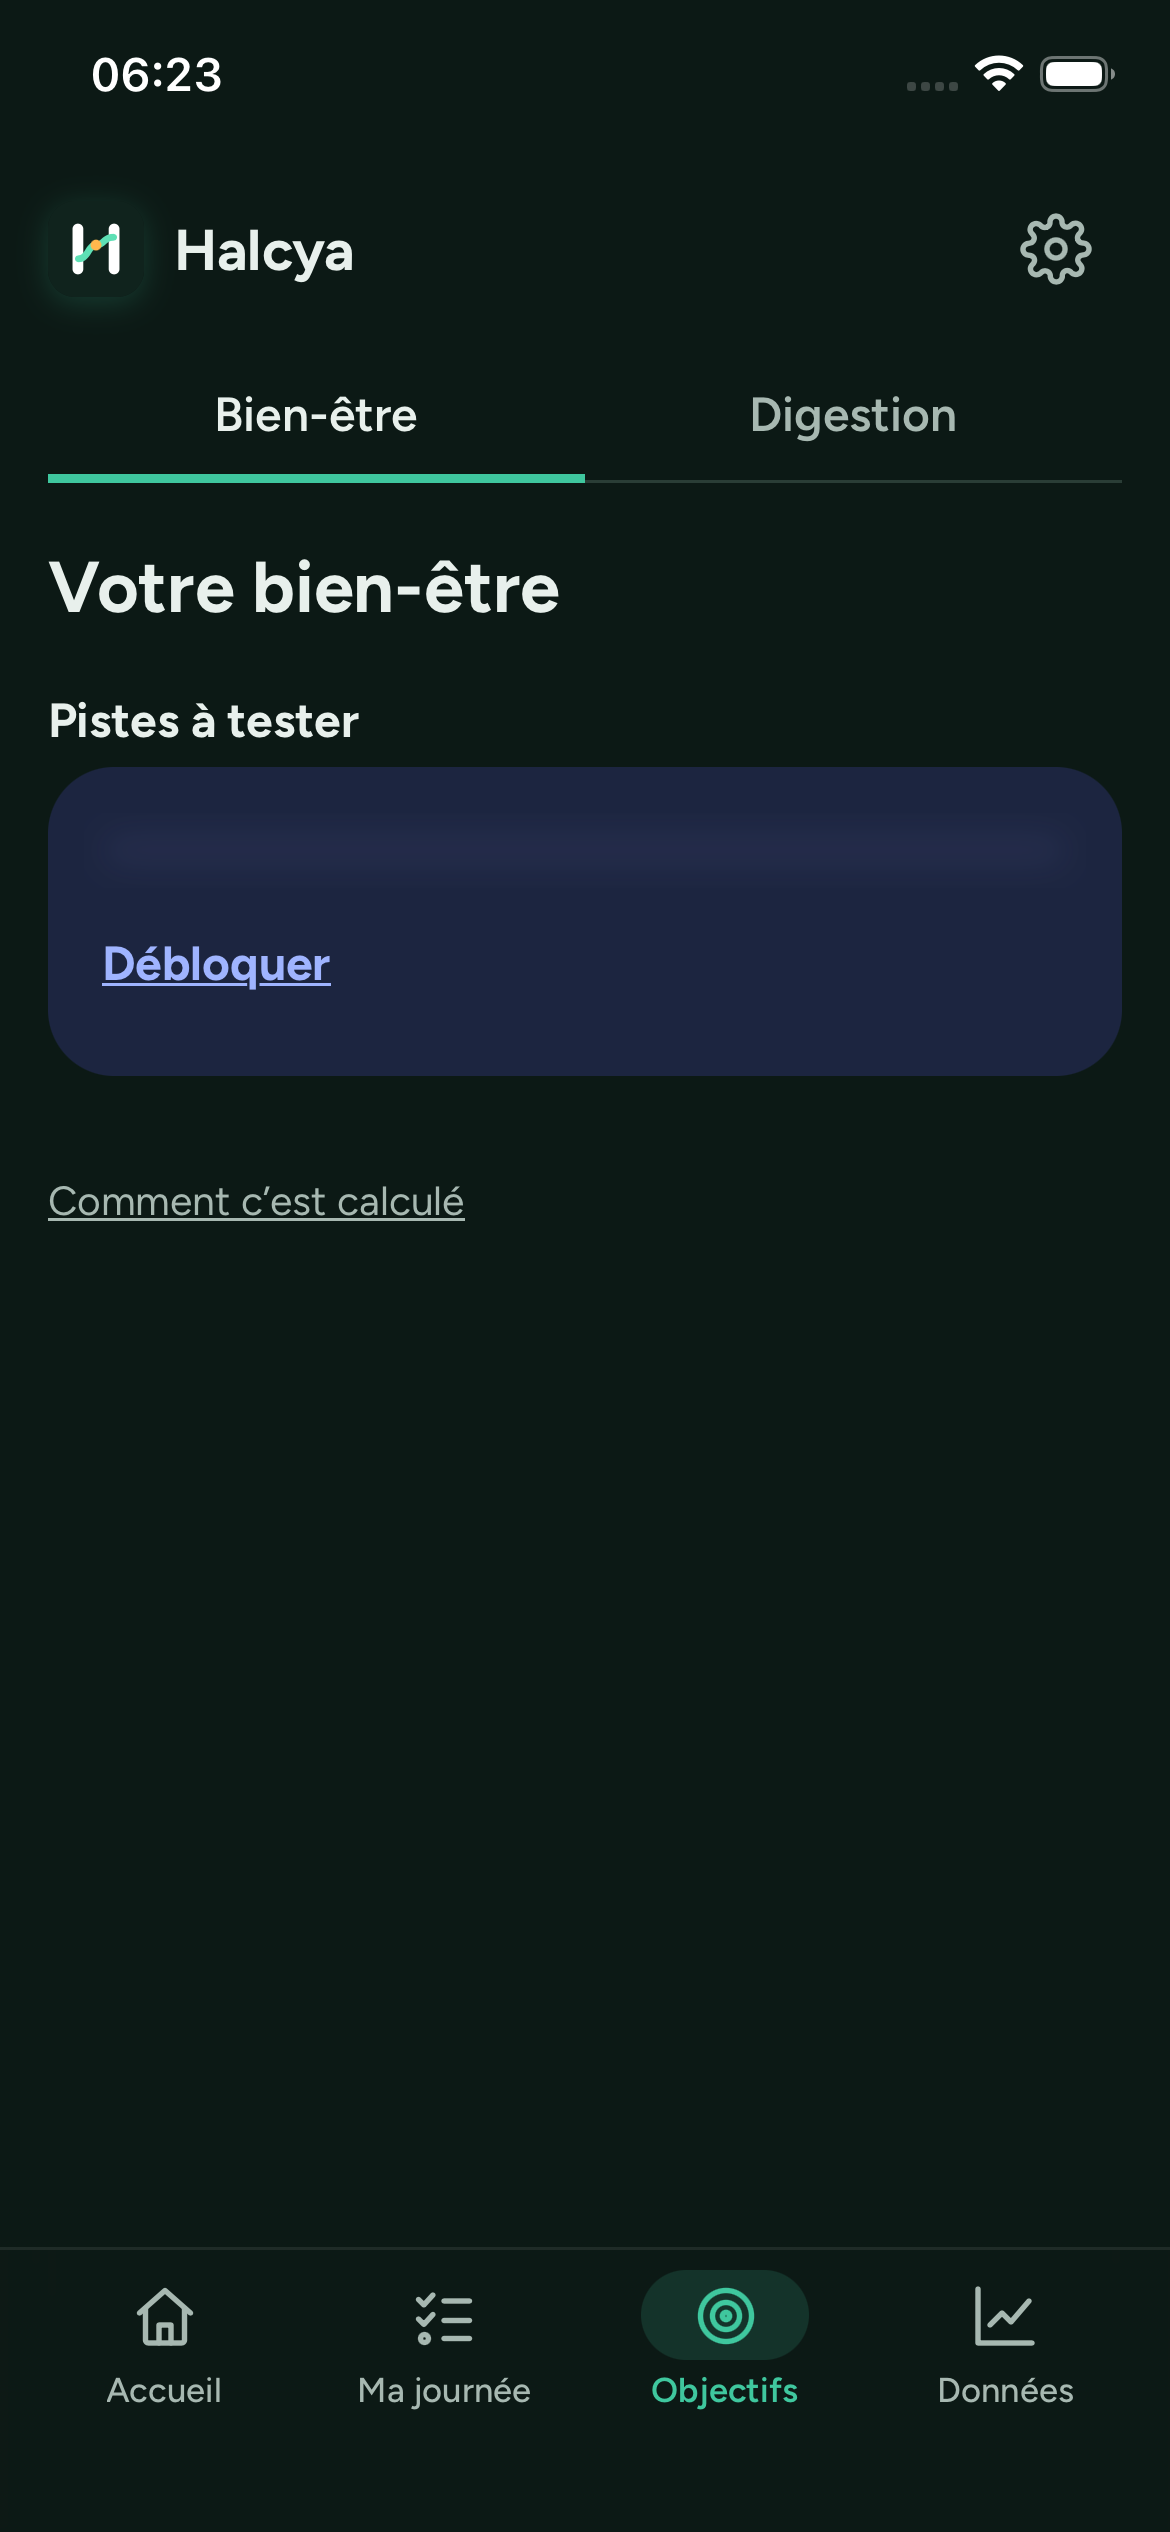 06:23
Halcya
Bien-être
Digestion
Votre bien-être
Pistes à tester
Débloquer
Comment c’est calculé
Accueil
Ma journée
Objectifs
Données